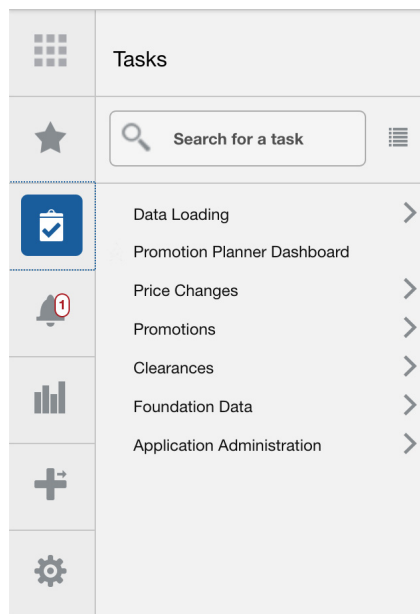 Tasks
Search for a task
Data Loading
Promotion Planner Dashboard
1
Price Changes
Promotions
Clearances
Foundation Data
Application Administration